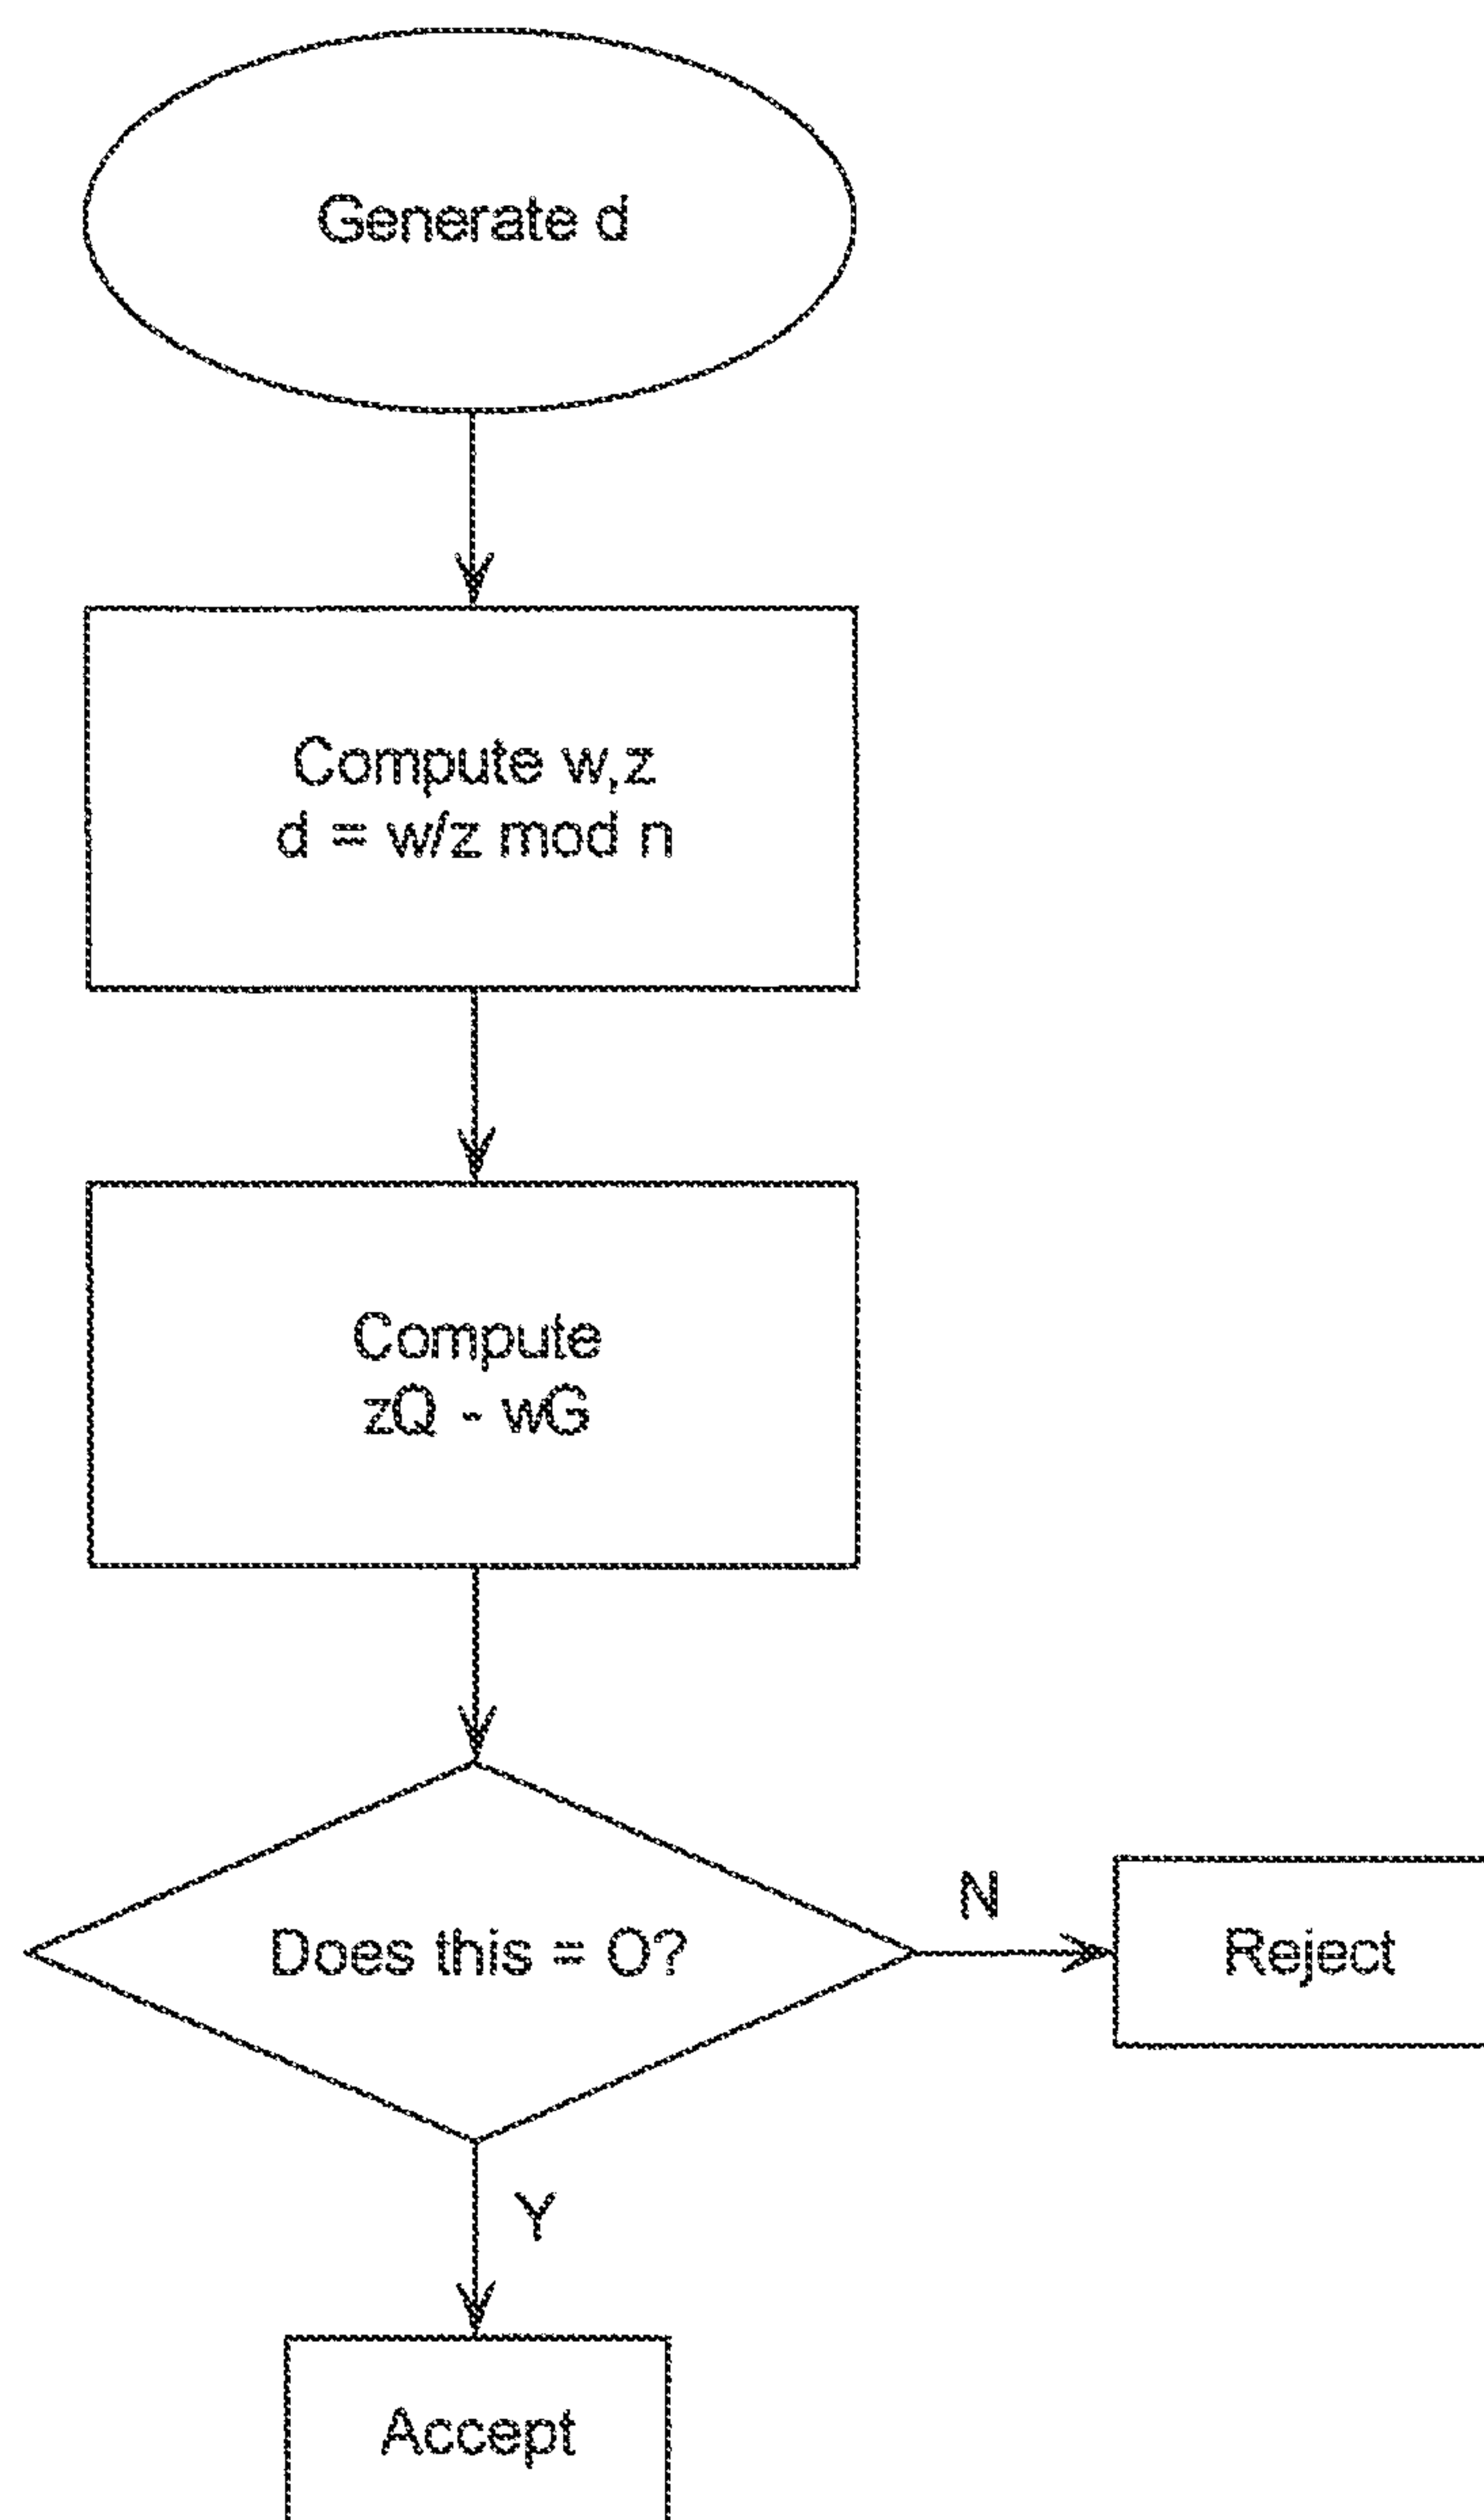 Generate d
Compute w,z
d = w/z mod n
Compute
zQ - wG
Does this = O?
N
Reject
Y
Accept